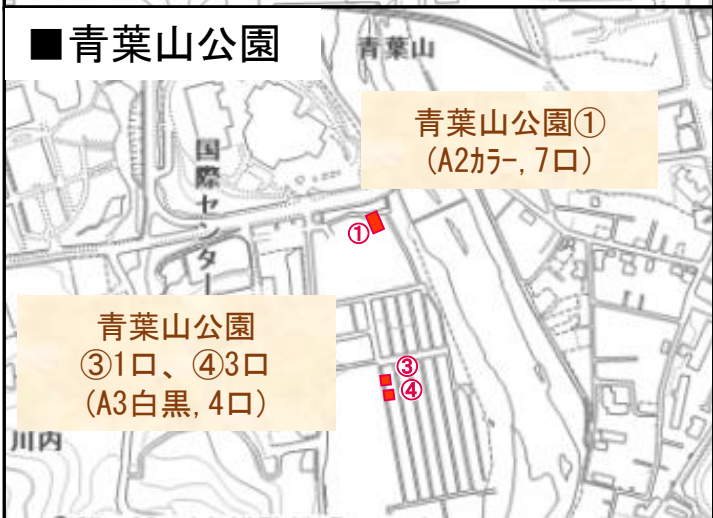 ■青葉山公園
青葉山
青葉山公園①
(A2ｶﾗｰ, 7口)
国際センター
①
青葉山公園
③1口、④3口
(A3白黒, 4口)
③
④
川内